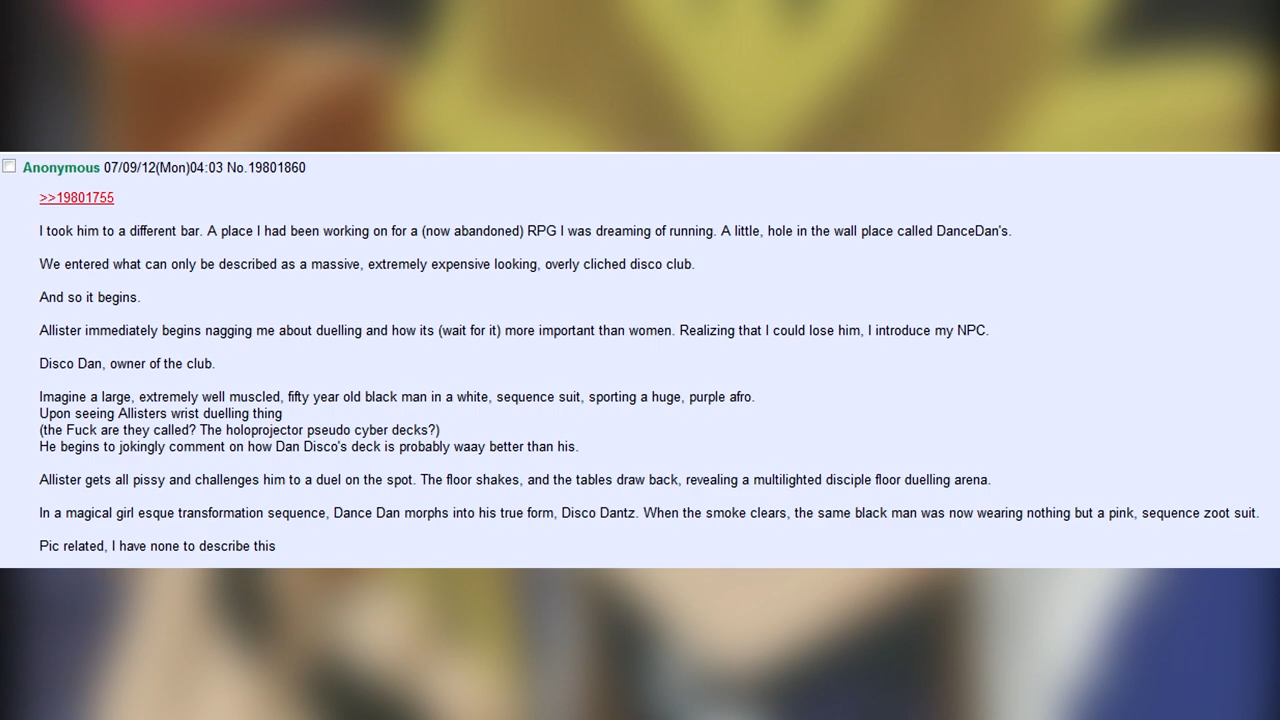 Anonymous 07/09/12(Mon)04:03 No.19801860
>>19801755
I took him to a different bar. A place I had been working on for a (now abandoned) RPG I was dreaming of running. A little, hole in the wall place called DanceDan's.
We entered what can only be described as a massive, extremely expensive looking, overly cliched disco club.
And so it begins.
Allister immediately begins nagging me about duelling and how its (wait for it) more important than women. Realizing that I could lose him, I introduce my NPC.
Disco Dan, owner of the club.
Imagine a large, extremely well muscled, fifty year old black man in a white, sequence suit, sporting a huge, purple afro.
Upon seeing Allisters wrist duelling thing
(the Fuck are they called? The holoprojector pseudo cyber decks?)
He begins to jokingly comment on how Dan Disco's deck is probably waay better than his.
Allister gets all pissy and challenges him to a duel on the spot. The floor shakes, and the tables draw back, revealing a multilighted disciple floor duelling arena.
In a magical girl esque transformation sequence, Dance Dan morphs into his true form, Disco Dantz. When the smoke clears, the same black man was now wearing nothing but a pink, sequence zoot suit.
Pic related, I have none to describe this